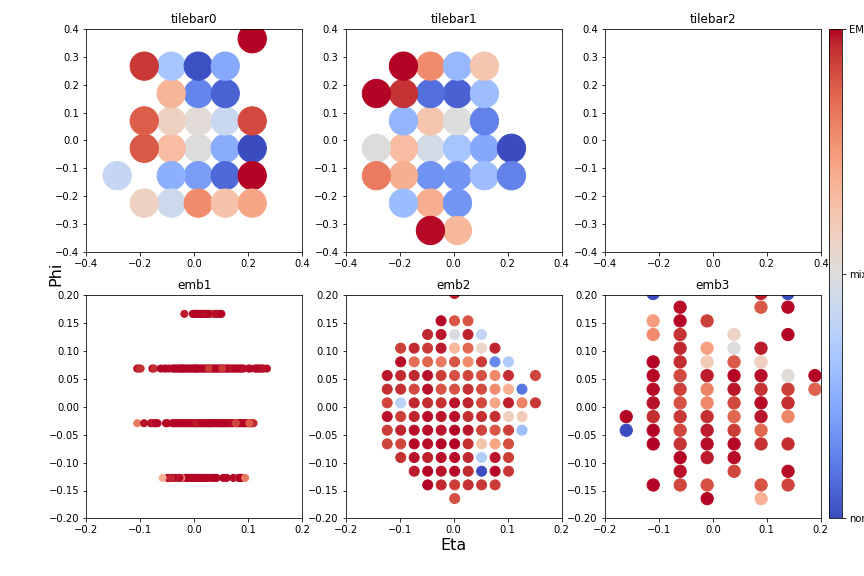 tilebar0 tilebar1 tilebar2
0.4 0.4 0.4 EM
0.3 0.3 0.3
0.2 0.2 0.2
0.1 0.1 0.1
0.0 0.0 0.0
−0.1 −0.1 −0.1
−0.2 −0.2 −0.2
−0.3 −0.3 −0.3
−0.4 −0.4 −0.4
−0.4 −0.2 0.0 0.2 0.4 −0.4 −0.2 0.0 0.2 0.4 −0.4 −0.2 0.0 0.2 0.4
Phi
mix
emb1 emb2 emb3
0.20 0.20 0.20
0.15 0.15 0.15
0.10 0.10 0.10
0.05 0.05 0.05
0.00 0.00 0.00
−0.05 −0.05 −0.05
−0.10 −0.10 −0.10
−0.15 −0.15 −0.15
−0.20 −0.20 −0.20 non
−0.2 −0.1 0.0 0.1 0.2 −0.2 −0.1 0.0 0.1 0.2 −0.2 −0.1 0.0 0.1 0.2
Eta